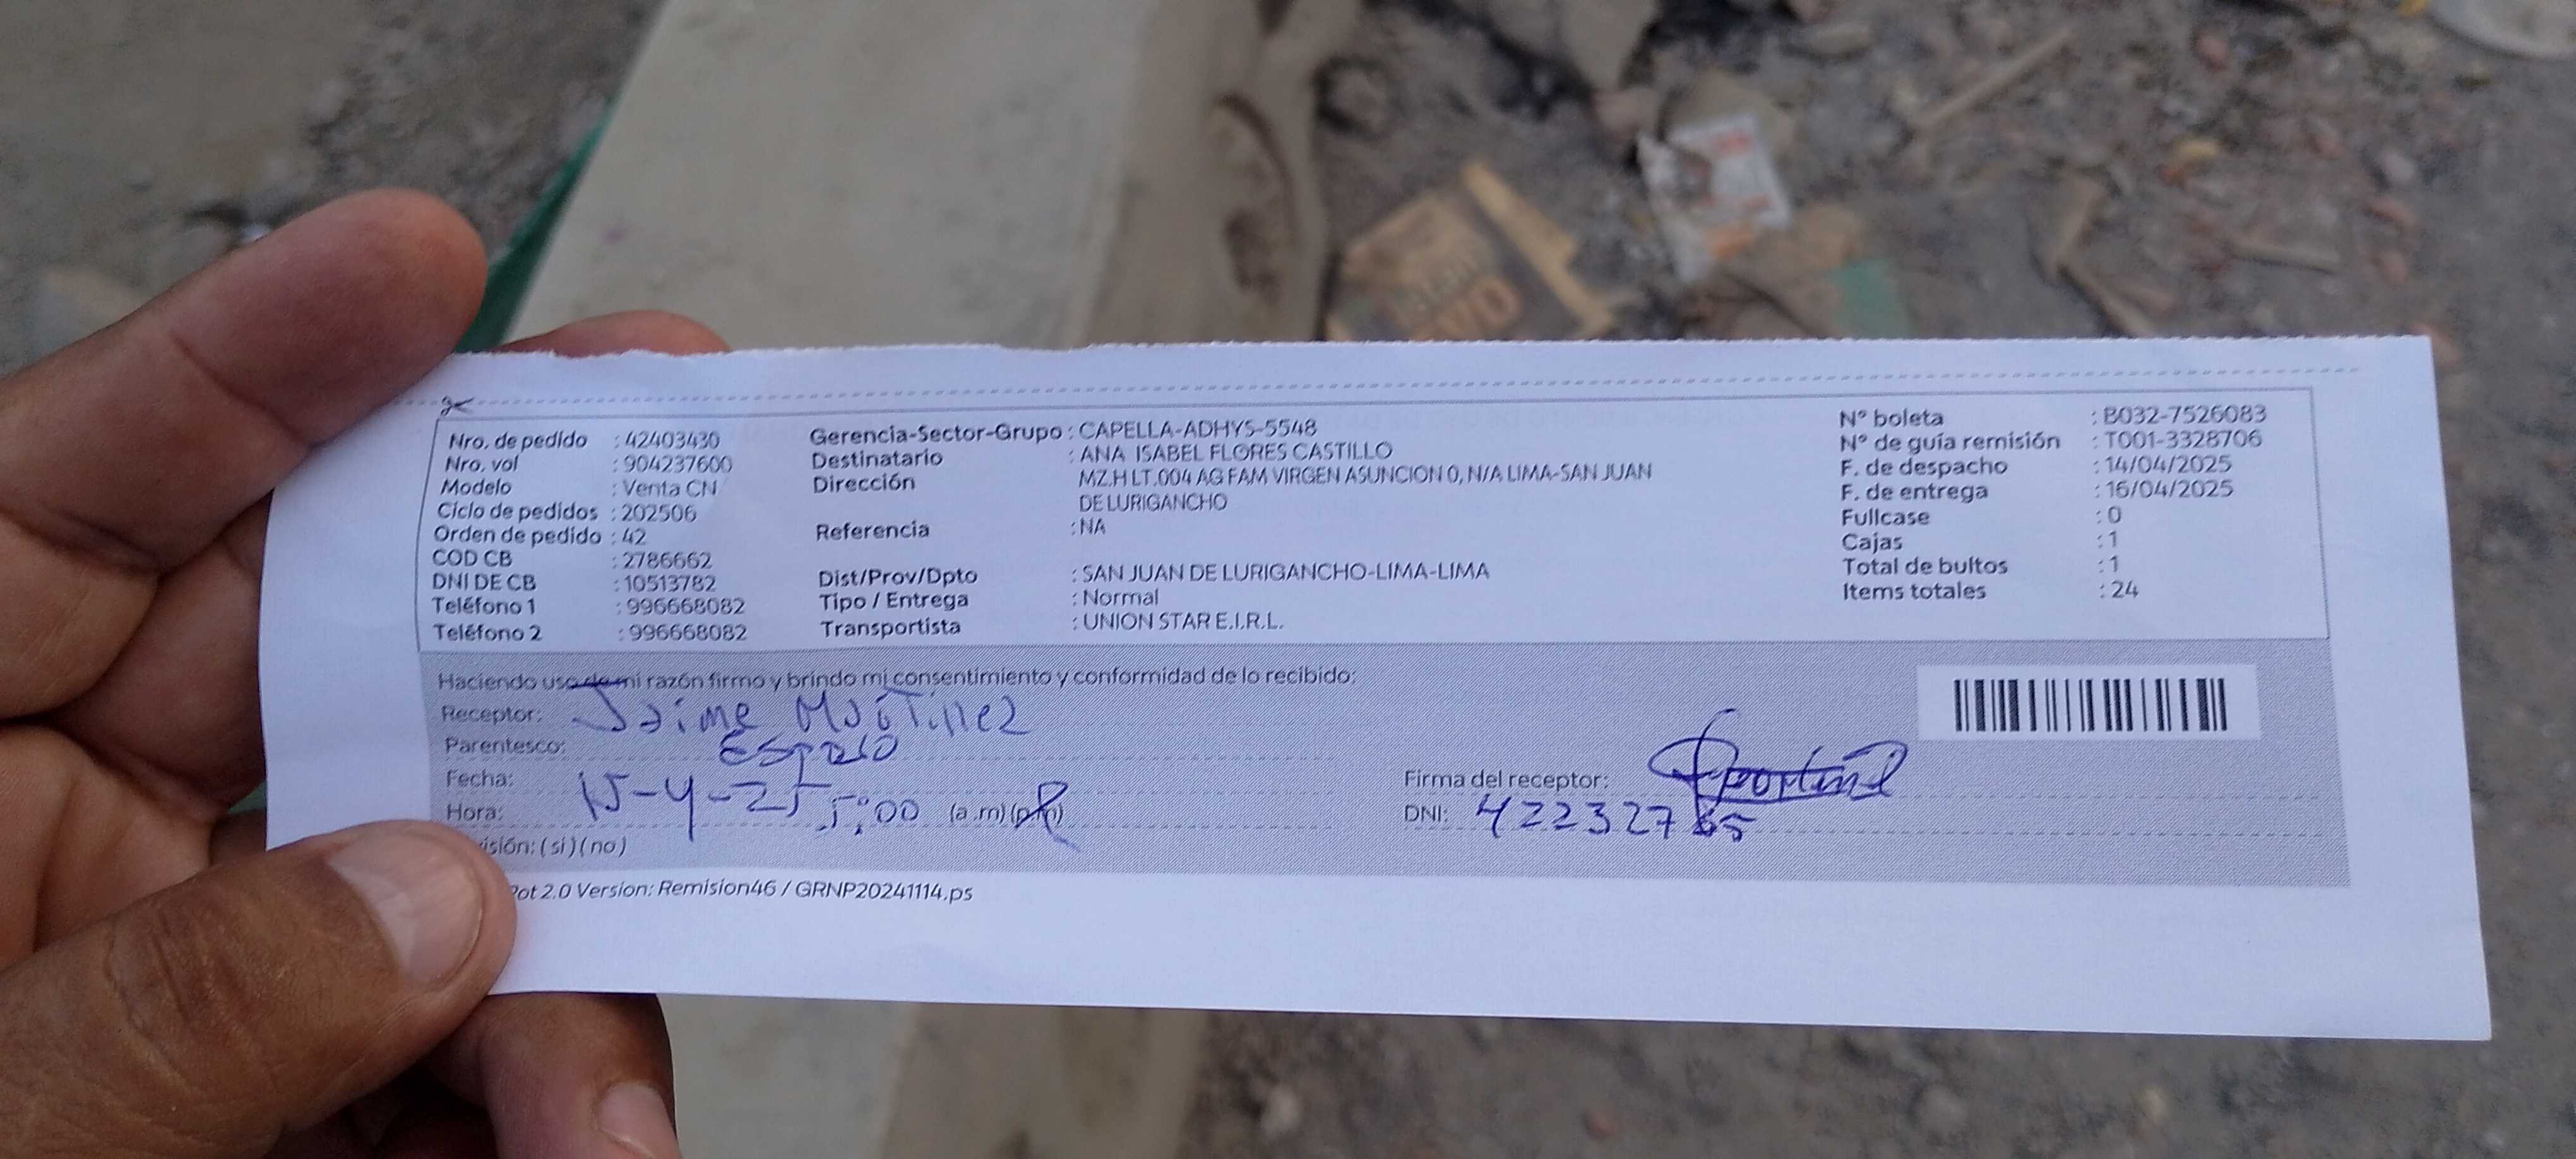 Nro. de pedido : 42403430
Nro. vol : 904237600
Modelo : Venta CN
Ciclo de pedidos : 202506
Orden de pedido : 42
COD CB : 2786662
DNI DE CB : 10513782
Teléfono 1 : 996668082
Teléfono 2 : 996668082
Gerencia-Sector-Grupo : CAPELLA-ADHYS-5548
Destinatario : ANA ISABEL FLORES CASTILLO
Dirección MZ.H LT.004 AG FAM VIRGEN ASUNCION 0, N/A LIMA-SAN JUAN
DE LURIGANCHO
Referencia : NA
Dist/Prov/Dpto : SAN JUAN DE LURIGANCHO-LIMA-LIMA
Tipo / Entrega : Normal
Transportista : UNION STAR E.I.R.L.
Nº boleta : B032-7526083
Nº de guía remisión : T001-3328706
F. de despacho : 14/04/2025
F. de entrega : 16/04/2025
Fullcase : 0
Cajas : 1
Total de bultos : 1
Items totales : 24
Haciendo uso de mi razón firmo y brindo mi consentimiento y conformidad de lo recibido:
Receptor: Jaime
Parentesco:
Fecha: 15-4-25
Hora: 5:00 (a.m) (p.m)
Firma del receptor:
DNI: 42232765
isión: (si) (no)
Pot 2.0 Version: Remision46 / GRNP20241114.ps